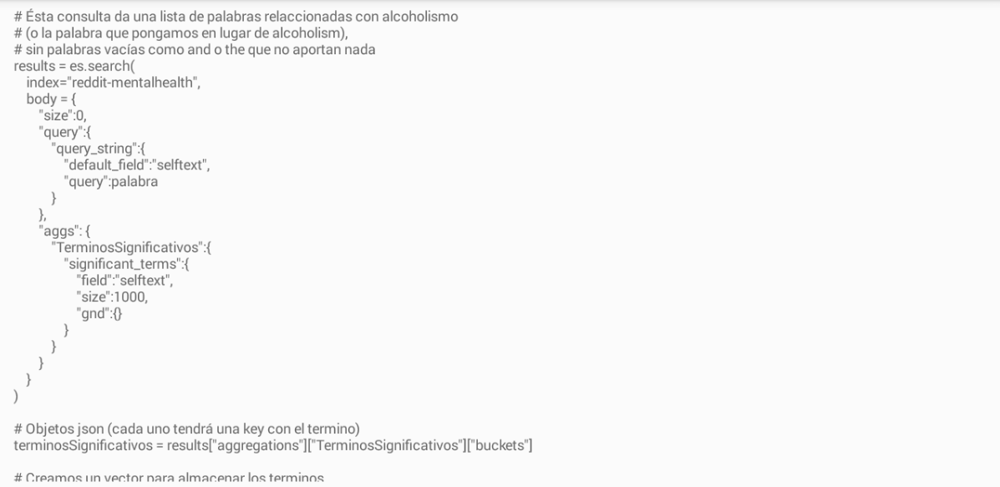 # Ésta consulta da una lista de palabras relaccionadas con alcoholismo
# (o la palabra que pongamos en lugar de alcoholism),
# sin palabras vacías como and o the que no aportan nada
results = es.search(
index="reddit-mentalhealth",
body = {
"size":0,
"query":{
"query_string":{
"default_field":"selftext",
"query":palabra
}
},
"aggs": {
"TerminosSignificativos":{
"significant_terms":{
"field":"selftext",
"size":1000,
"gnd":{}
}
}
}
}
)
# Objetos json (cada uno tendrá una key con el termino)
terminosSignificativos = results["aggregations"]["TerminosSignificativos"]["buckets"]
# Creamos un vector para almacenar los terminos